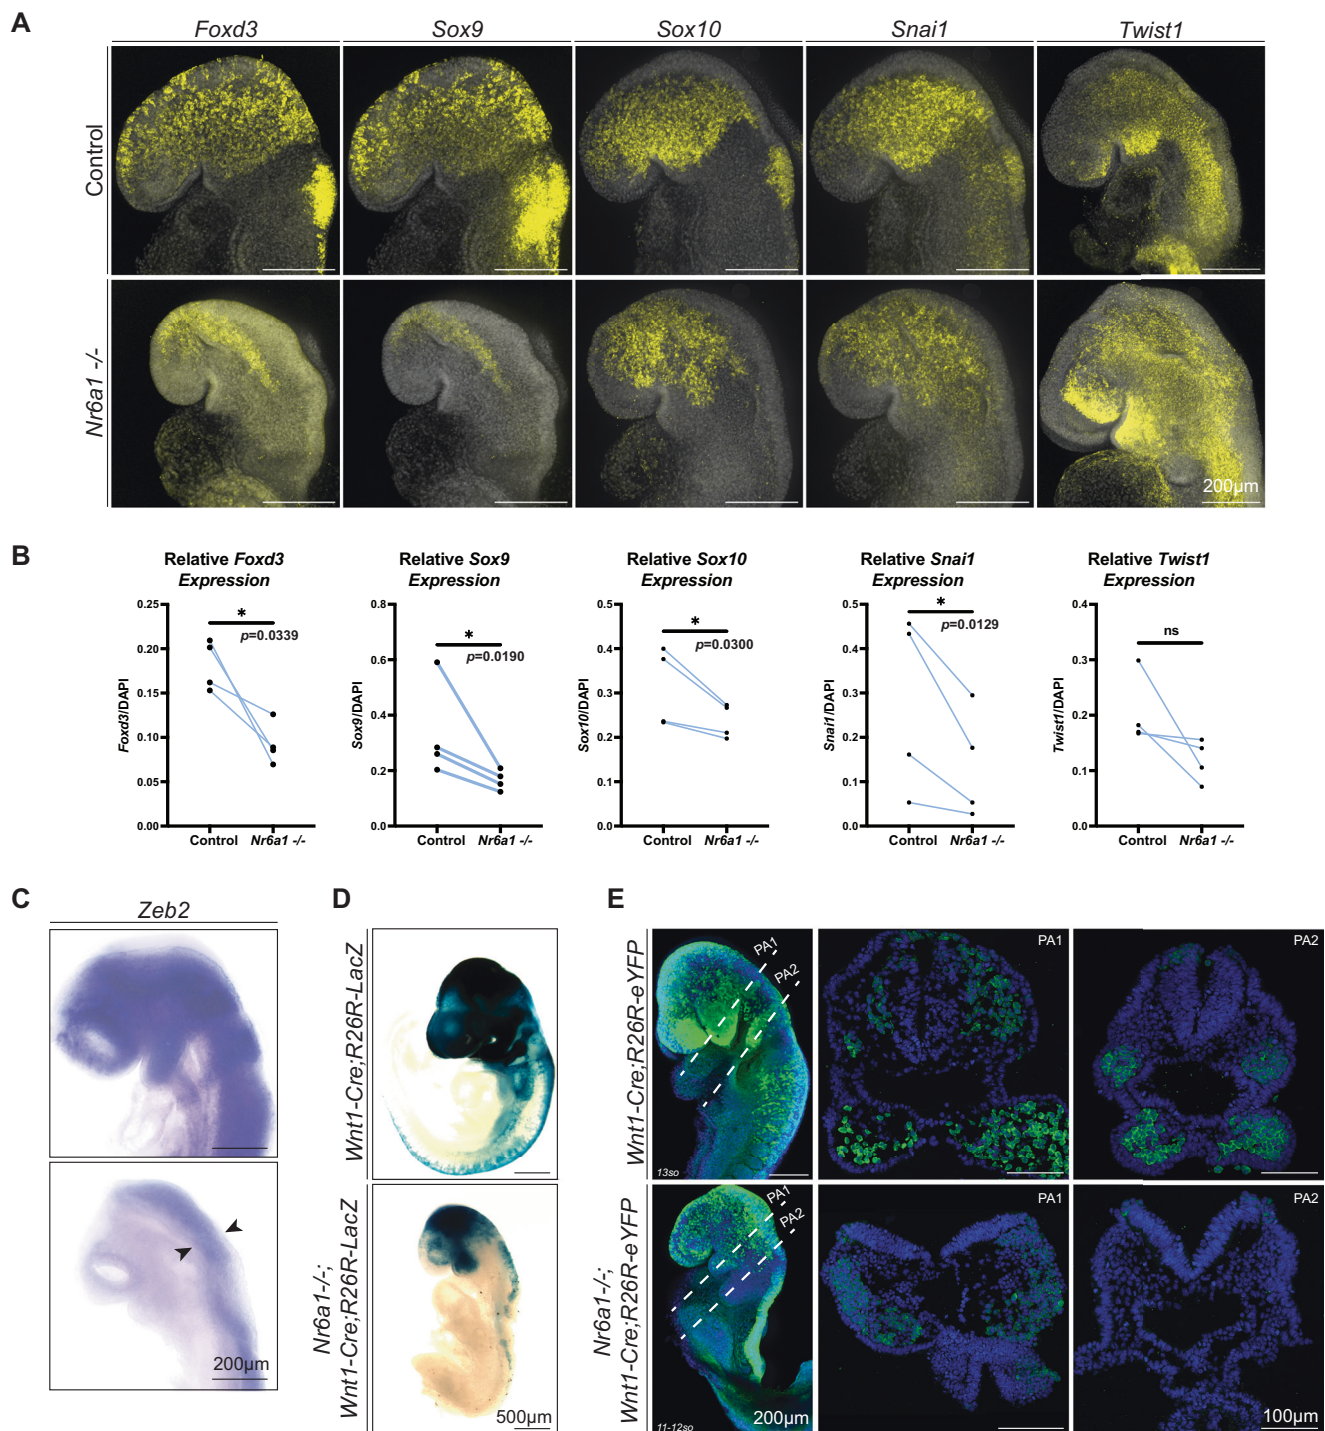 A
Foxd3 Sox9 Sox10 Snai1 Twist1
Control
Nr6a1 -/-
200µm
B
Relative Foxd3
Expression
Relative Sox9
Expression
Relative Sox10
Expression
Relative Snai1
Expression
Relative Twist1
Expression
Foxd3/DAPI
0.25
0.20
0.15
0.10
0.05
0.00
*
p=0.0339
Control Nr6a1 -/-
Sox9/DAPI
0.8
0.6
0.4
0.2
0.0
*
p=0.0190
Control Nr6a1 -/-
Sox10/DAPI
0.5
0.4
0.3
0.2
0.1
0.0
*
p=0.0300
Control Nr6a1 -/-
Snai1/DAPI
0.5
0.4
0.3
0.2
0.1
0.0
*
p=0.0129
Control Nr6a1 -/-
Twist1/DAPI
0.4
0.3
0.2
0.1
0.0
ns
Control Nr6a1 -/-
C
Zeb2
200µm
D
Wnt1-Cre;R26R-LacZ
Nr6a1-/-;
Wnt1-Cre;R26R-LacZ
500µm
E
Wnt1-Cre;R26R-eYFP
PA1
PA2
13so
PA1
PA2
Nr6a1-/-;
Wnt1-Cre;R26R-eYFP
PA1
PA2
11-12so
200µm
PA1
PA2
100µm